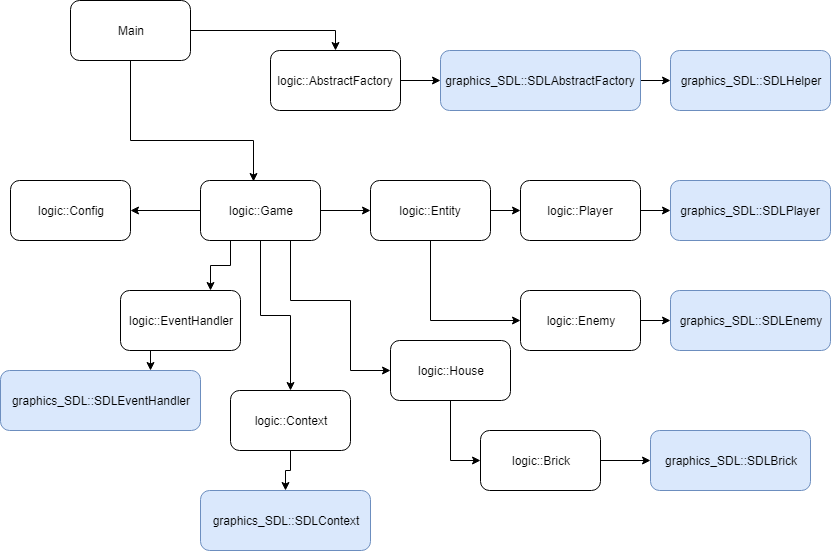 Main
logic::AbstractFactory
graphics_SDL::SDLAbstractFactory
graphics_SDL::SDLHelper
logic::Config
logic::Game
logic::Entity
logic::Player
graphics_SDL::SDLPlayer
logic::EventHandler
logic::Enemy
graphics_SDL::SDLEnemy
logic::House
graphics_SDL::SDLEventHandler
logic::Context
logic::Brick
graphics_SDL::SDLBrick
graphics_SDL::SDLContext